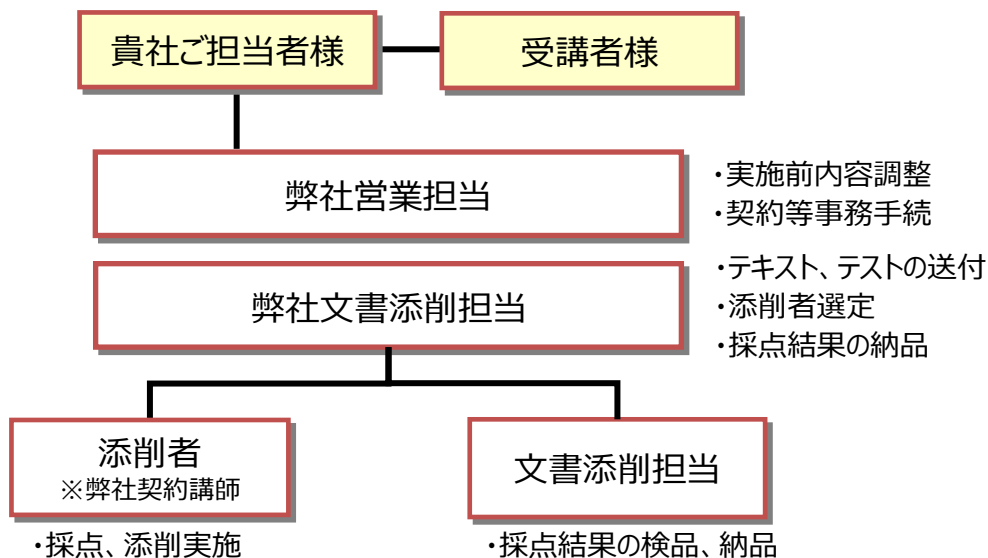 貴社ご担当者様
受講者様
弊社営業担当
・実施前内容調整
・契約等事務手続
弊社文書添削担当
・テキスト、テストの送付
・添削者選定
・採点結果の納品
添削者
※弊社契約講師
・採点、添削実施
文書添削担当
・採点結果の検品、納品